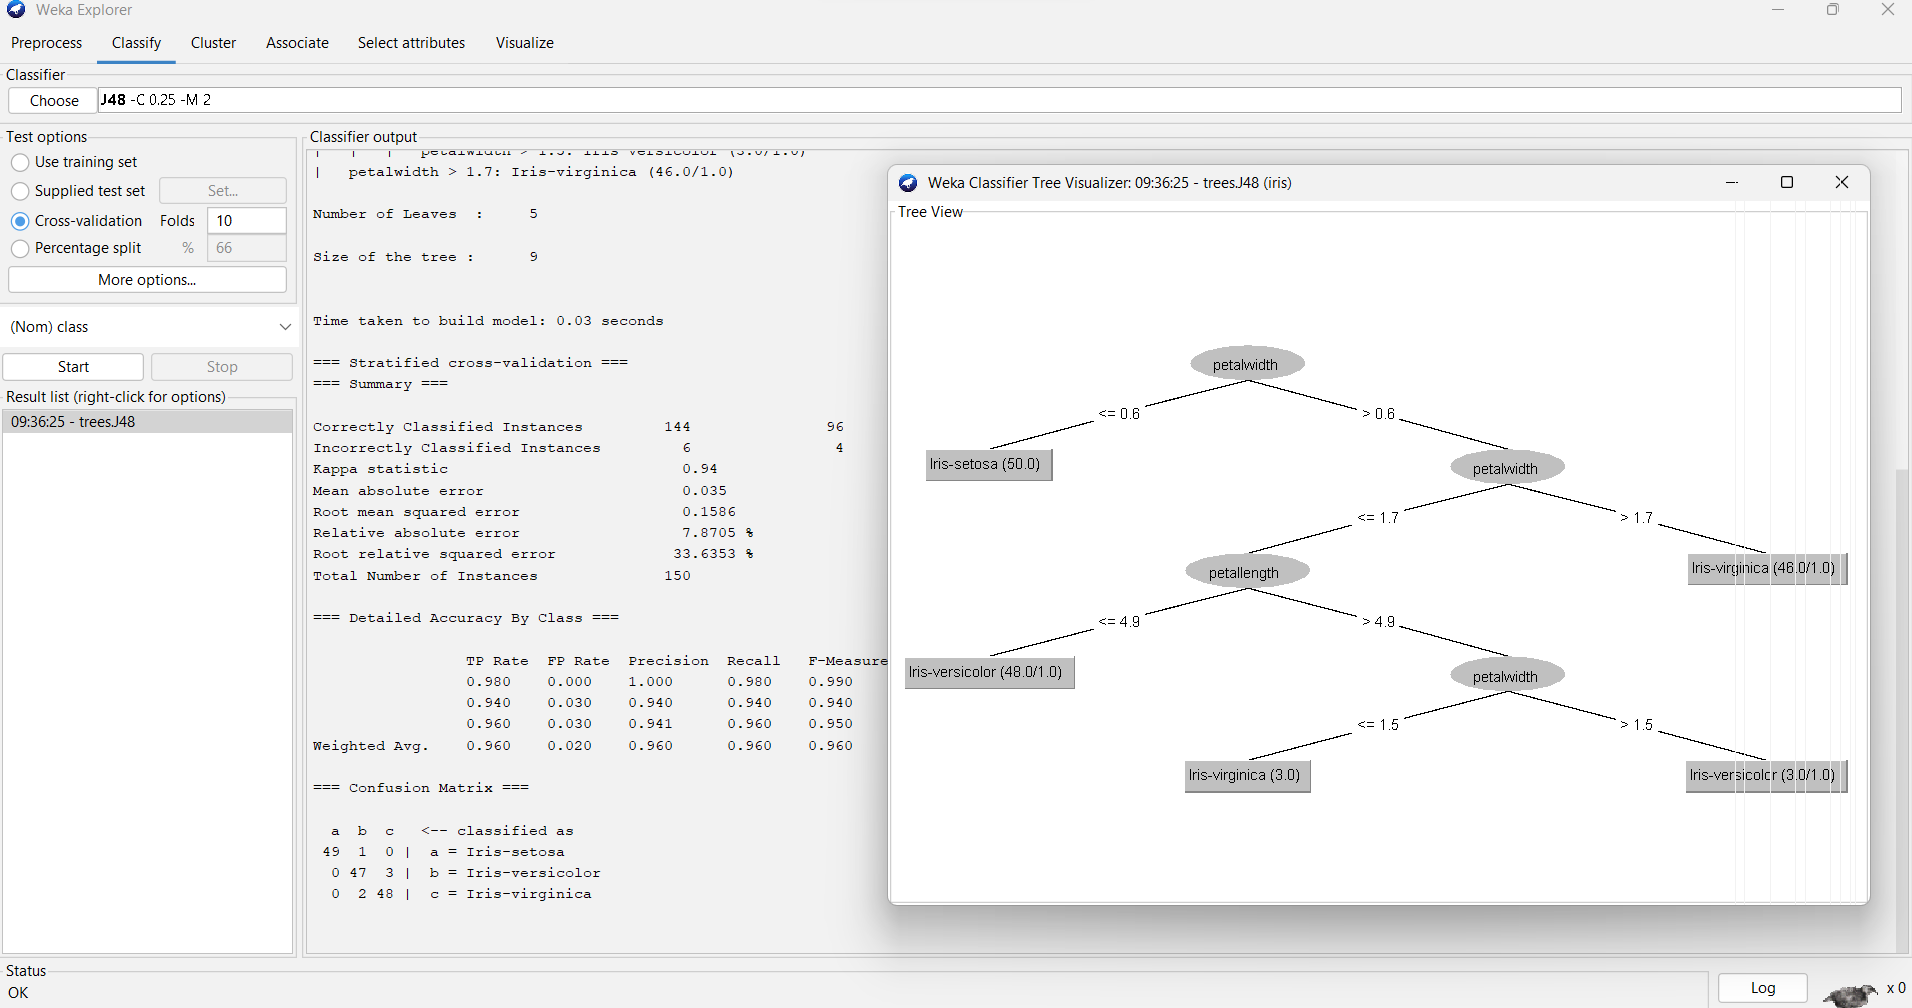 Weka Explorer
Preprocess Classify Cluster Associate Select attributes Visualize
Classifier
Choose J48 -C 0.25 -M 2
Test options
Use training set
Supplied test set Set...
Cross-validation Folds 10
Percentage split % 66
More options...
(Nom) class
Start Stop
Result list (right-click for options)
09:36:25 - trees.J48
Classifier output
| | | petalwidth > 1.5: Iris-versicolor (3.0/1.0)
| petalwidth > 1.7: Iris-virginica (46.0/1.0)
Number of Leaves : 5
Size of the tree : 9
Time taken to build model: 0.03 seconds
=== Stratified cross-validation ===
=== Summary ===
Correctly Classified Instances 144 96
Incorrectly Classified Instances 6 4
Kappa statistic 0.94
Mean absolute error 0.035
Root mean squared error 0.1586
Relative absolute error 7.8705 %
Root relative squared error 33.6353 %
Total Number of Instances 150
=== Detailed Accuracy By Class ===
TP Rate FP Rate Precision Recall F-Measure
0.980 0.000 1.000 0.980 0.990
0.940 0.030 0.940 0.940 0.940
0.960 0.030 0.941 0.960 0.950
Weighted Avg. 0.960 0.020 0.960 0.960 0.960
=== Confusion Matrix ===
a b c <-- classified as
49 1 0 | a = Iris-setosa
0 47 3 | b = Iris-versicolor
0 2 48 | c = Iris-virginica
Weka Classifier Tree Visualizer: 09:36:25 - trees.J48 (iris)
Tree View
petalwidth
<= 0.6 > 0.6
Iris-setosa (50.0) petalwidth
<= 1.7 > 1.7
petallength Iris-virginica (46.0/1.0)
<= 4.9 > 4.9
Iris-versicolor (48.0/1.0) petalwidth
<= 1.5 > 1.5
Iris-virginica (3.0) Iris-versicolor (3.0/1.0)
Status
OK
Log x 0